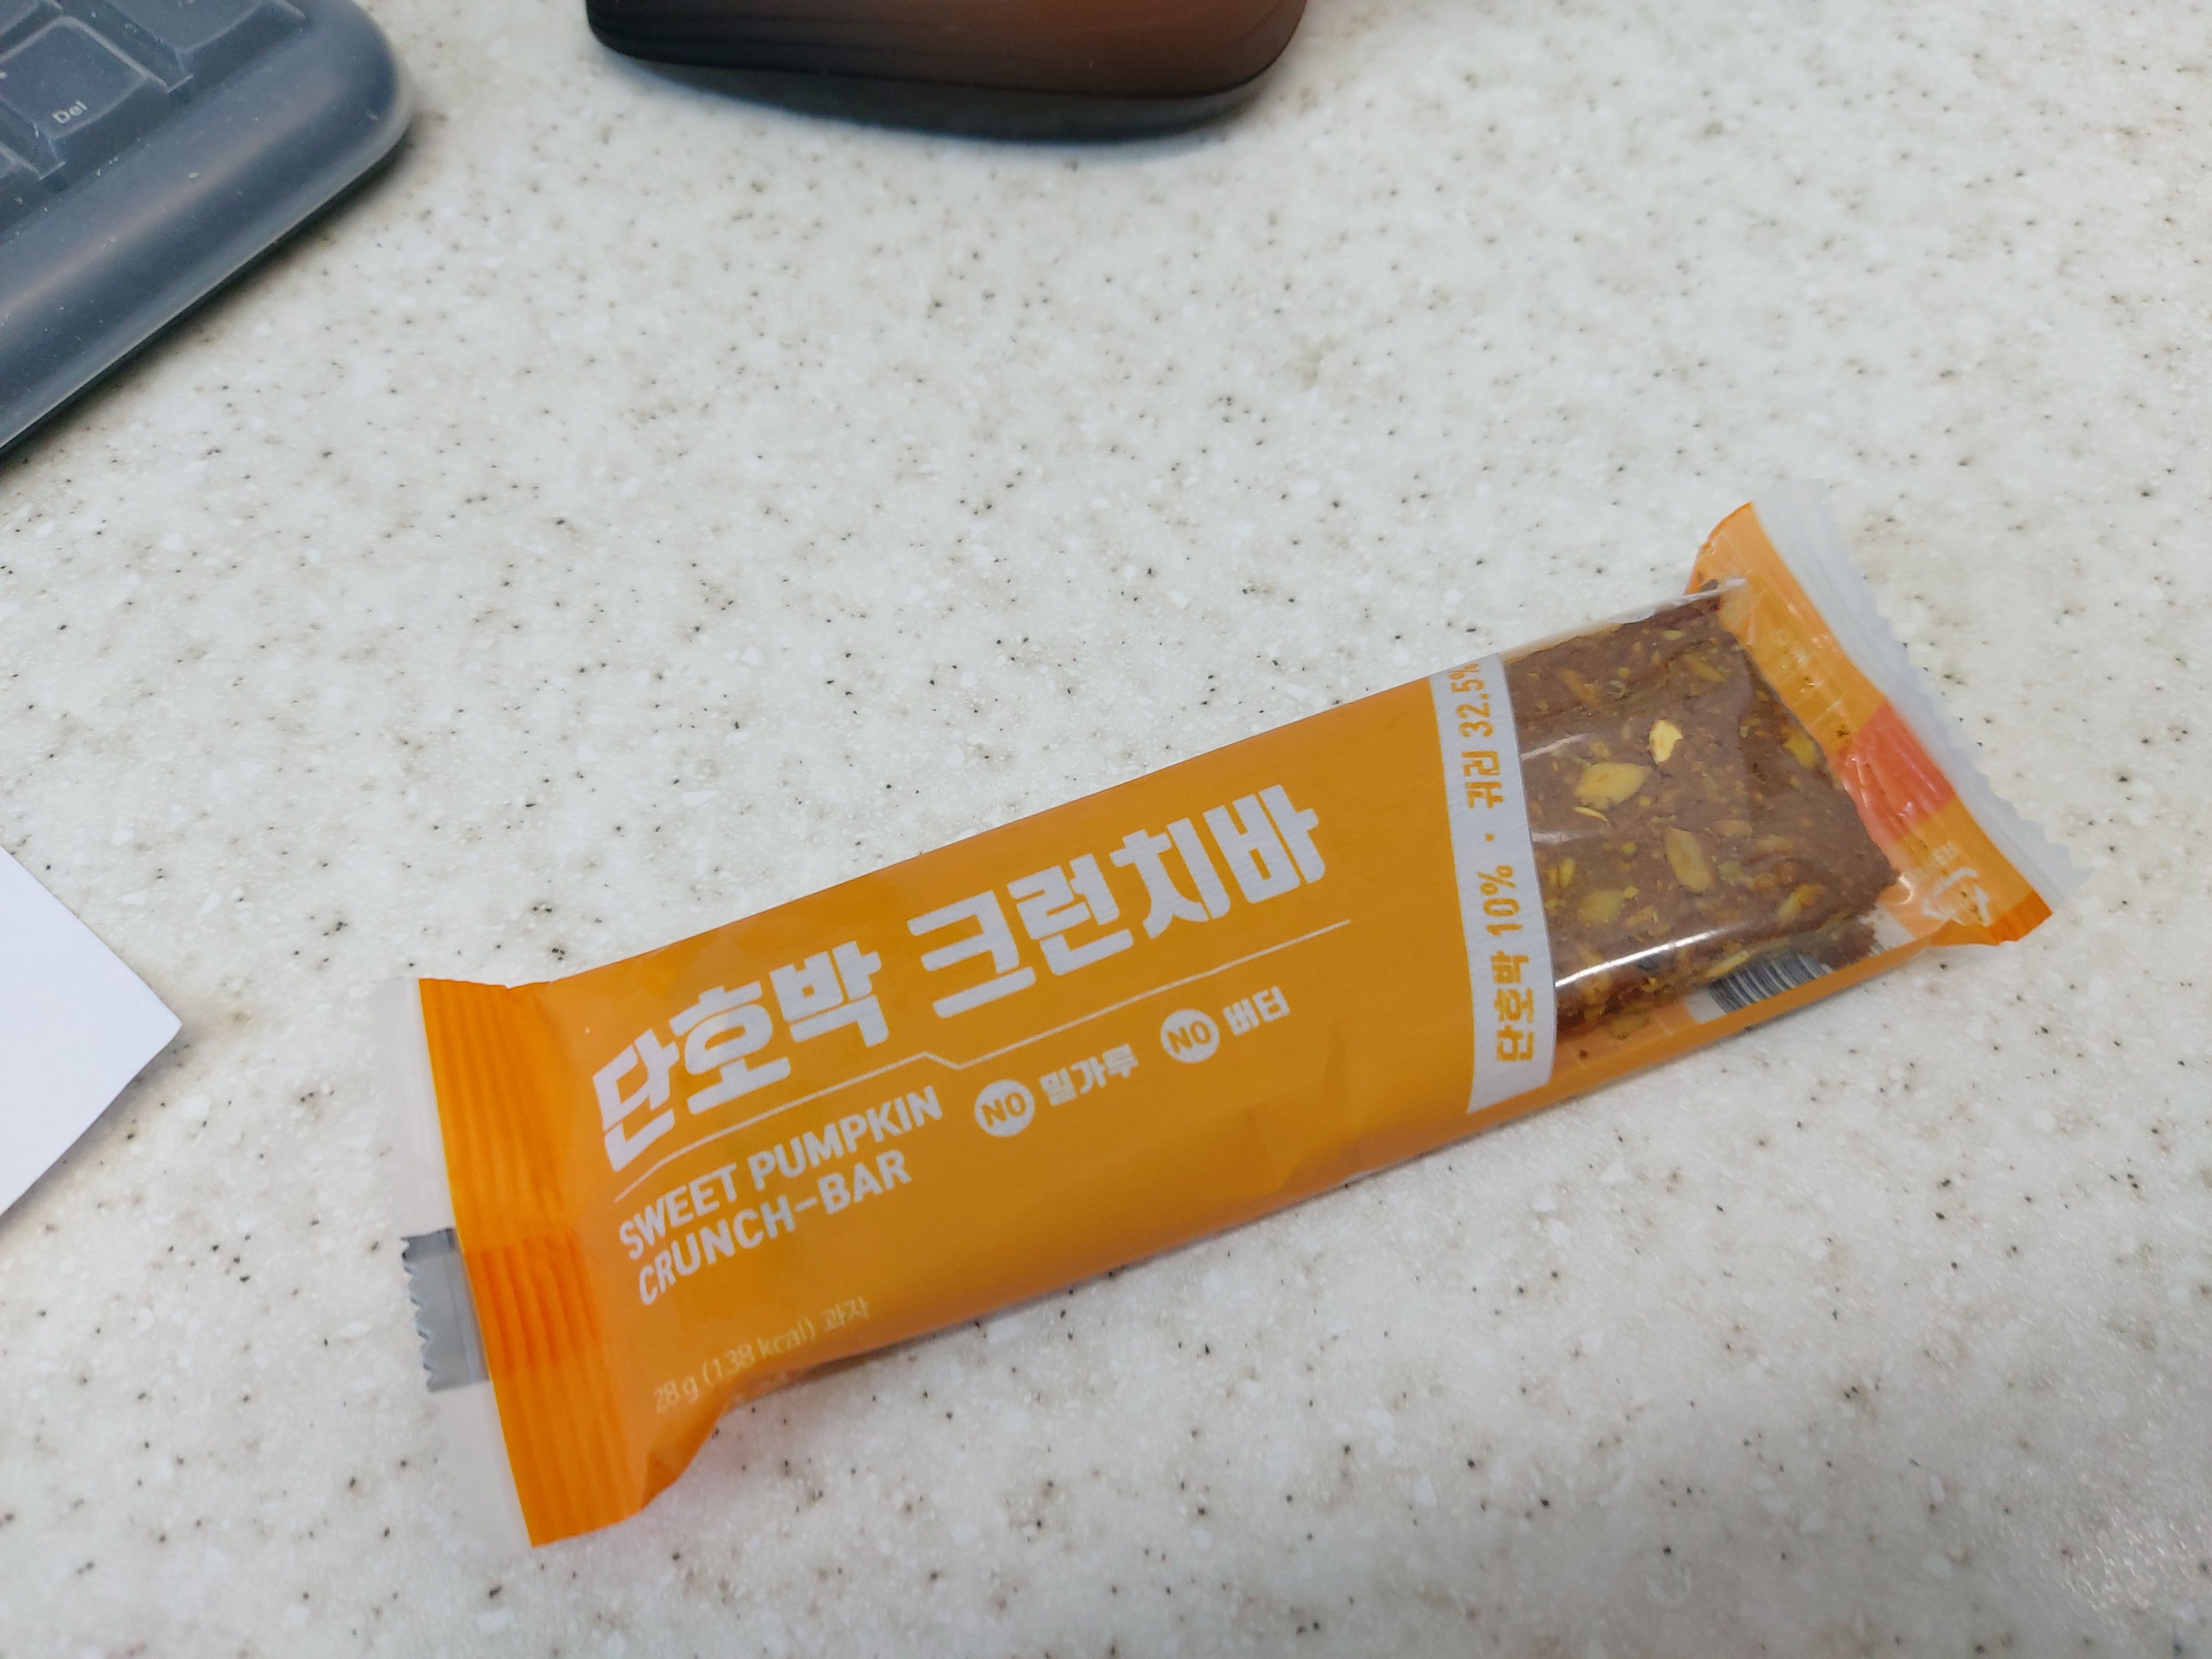 Del
단호박 크런치바
SWEET PUMPKIN
CRUNCH-BAR
NO 밀가루 NO 버터
28 g (138 kcal) 과자
단호박 10% · 귀리 32.5%